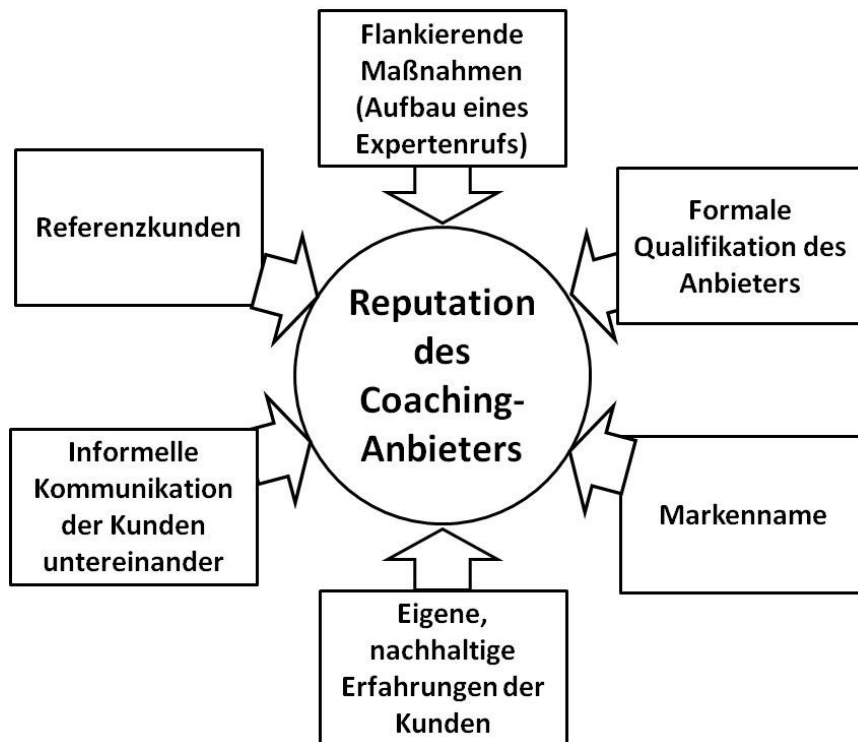 Flankierende
Maßnahmen
(Aufbau eines
Expertenrufs)
Referenzkunden
Formale
Qualifikation des
Anbieters
Reputation
des
Coaching-
Anbieters
Informelle
Kommunikation
der Kunden
untereinander
Markenname
Eigene,
nachhaltige
Erfahrungen der
Kunden